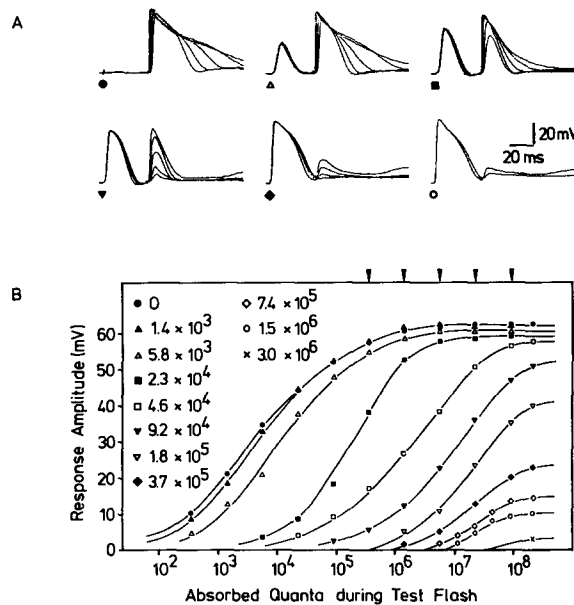 A
20mV
20 ms
B
Response Amplitude (mV)
60
50
40
30
20
10
0
0
1.4 × 10³
5.8 × 10³
2.3 × 10⁴
4.6 × 10⁴
9.2 × 10⁴
1.8 × 10⁵
3.7 × 10⁵
7.4 × 10⁵
1.5 × 10⁶
3.0 × 10⁶
10² 10³ 10⁴ 10⁵ 10⁶ 10⁷ 10⁸
Absorbed Quanta during Test Flash